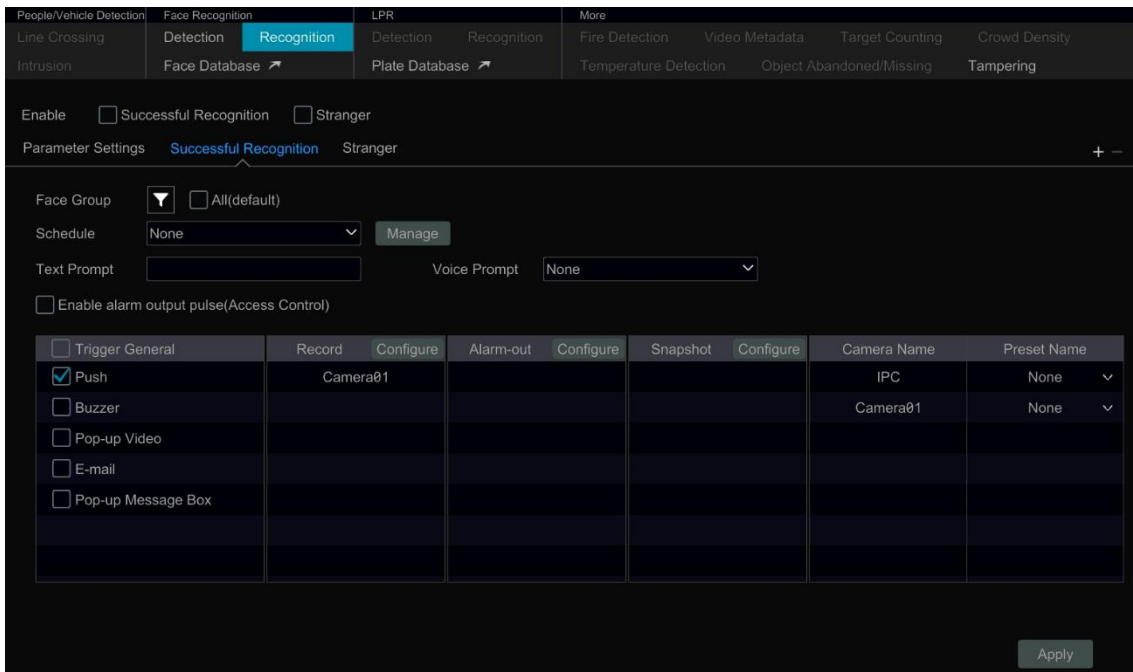 People/Vehicle Detection Face Recognition LPR More
Line Crossing Detection Recognition Detection Recognition Fire Detection Video Metadata Target Counting Crowd Density
Intrusion Face Database Plate Database Temperature Detection Object Abandoned/Missing Tampering
Enable Successful Recognition Stranger
Parameter Settings Successful Recognition Stranger + −
Face Group All(default)
Schedule None Manage
Text Prompt Voice Prompt None
Enable alarm output pulse(Access Control)
Trigger General Record Configure Alarm-out Configure Snapshot Configure Camera Name Preset Name
Push Camera01 IPC None
Buzzer Camera01 None
Pop-up Video
E-mail
Pop-up Message Box
Apply